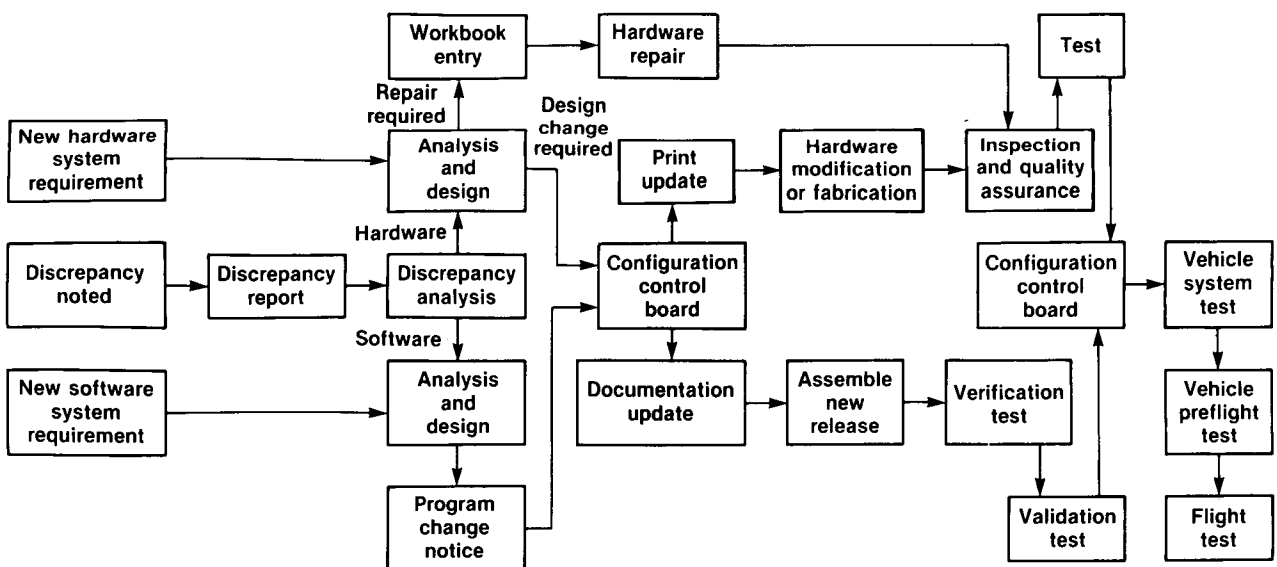 Workbook
entry
Hardware
repair
Test
Repair
required
Design
change
required
New hardware
system
requirement
Analysis
and
design
Print
update
Hardware
modification
or fabrication
Inspection
and quality
assurance
Hardware
Discrepancy
noted
Discrepancy
report
Discrepancy
analysis
Configuration
control
board
Configuration
control
board
Vehicle
system
test
Software
New software
system
requirement
Analysis
and
design
Documentation
update
Assemble
new
release
Verification
test
Vehicle
preflight
test
Program
change
notice
Validation
test
Flight
test